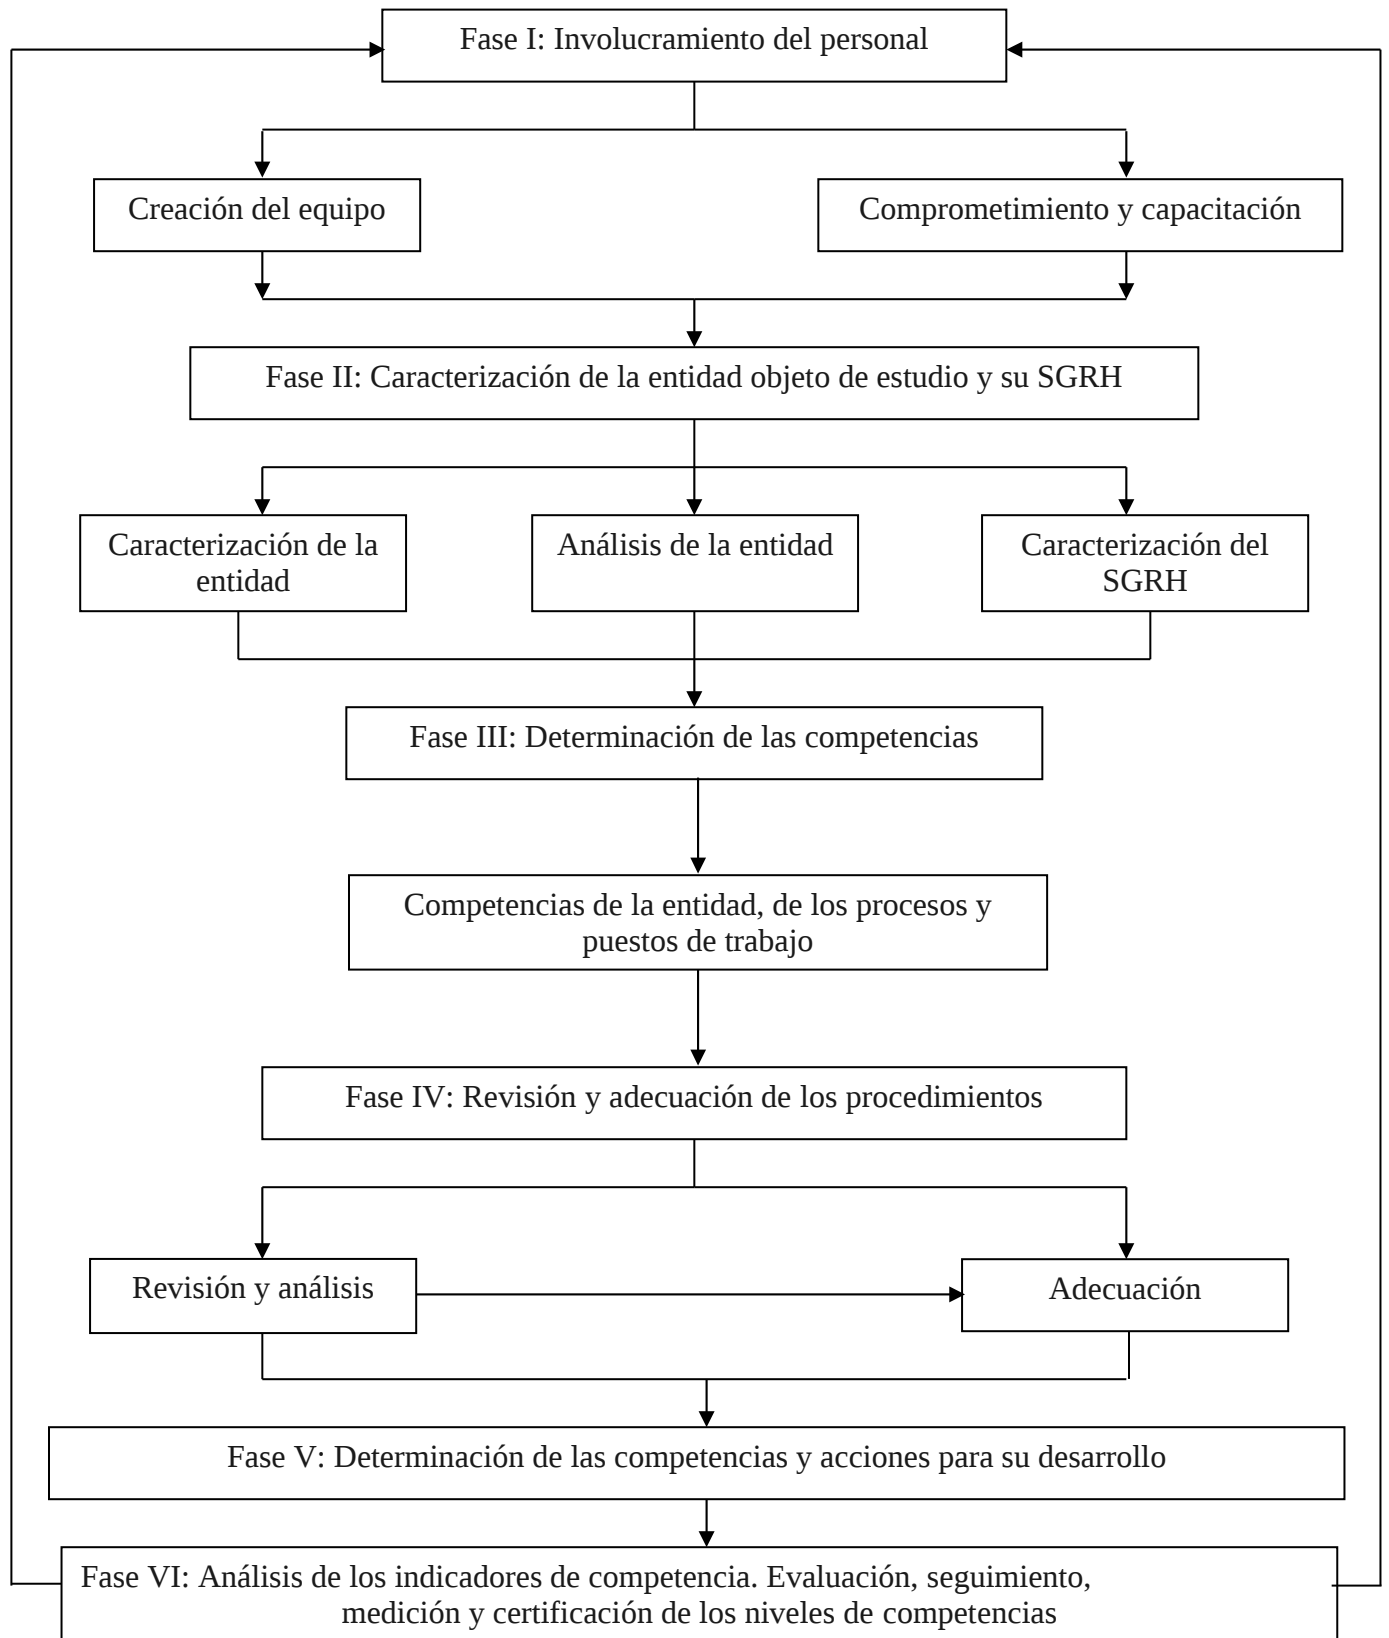 Fase I: Involucramiento del personal
Creación del equipo
Comprometimiento y capacitación
Fase II: Caracterización de la entidad objeto de estudio y su SGRH
Caracterización de la
entidad
Análisis de la entidad
Caracterización del
SGRH
Fase III: Determinación de las competencias
Competencias de la entidad, de los procesos y
puestos de trabajo
Fase IV: Revisión y adecuación de los procedimientos
Revisión y análisis
Adecuación
Fase V: Determinación de las competencias y acciones para su desarrollo
Fase VI: Análisis de los indicadores de competencia. Evaluación, seguimiento,
medición y certificación de los niveles de competencias